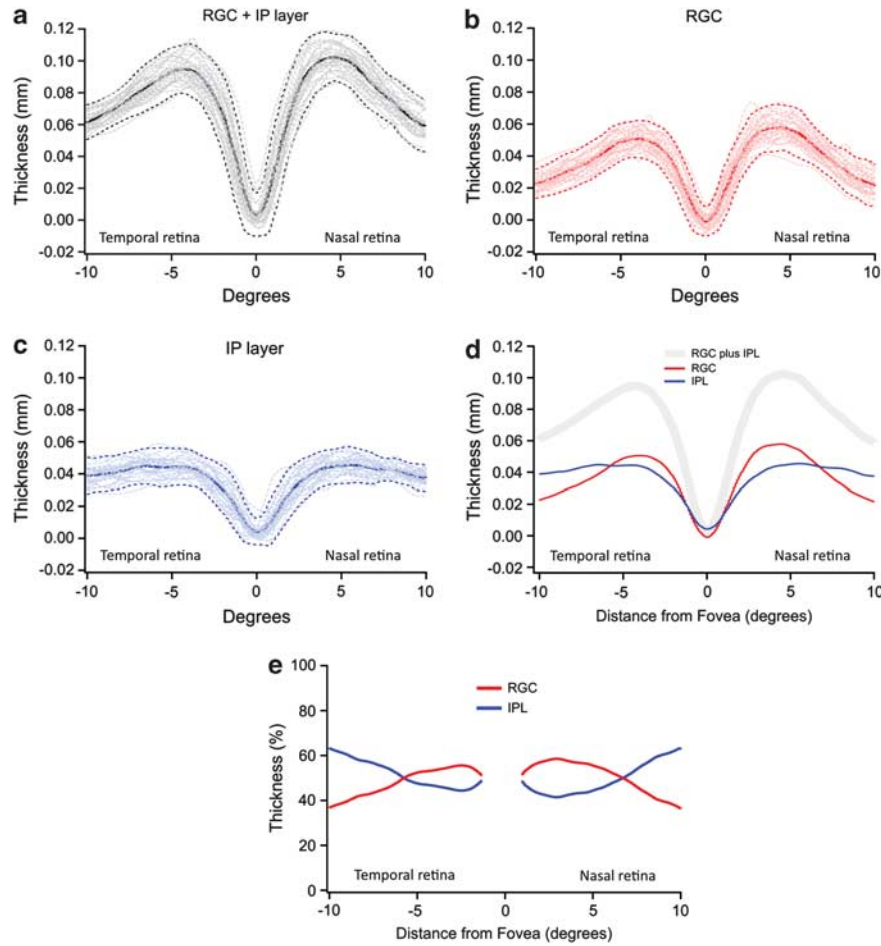 a
RGC + IP layer
0.12
0.10
0.08
0.06
0.04
0.02
0.00
-0.02
Thickness (mm)
Temporal retina
Nasal retina
-10
-5
0
5
10
Degrees
b
RGC
0.12
0.10
0.08
0.06
0.04
0.02
0.00
-0.02
Thickness (mm)
Temporal retina
Nasal retina
-10
-5
0
5
10
Degrees
c
IP layer
0.12
0.10
0.08
0.06
0.04
0.02
0.00
-0.02
Thickness (mm)
Temporal retina
Nasal retina
-10
-5
0
5
10
Degrees
d
RGC plus IPL
RGC
IPL
0.12
0.10
0.08
0.06
0.04
0.02
0.00
-0.02
Thickness (mm)
Temporal retina
Nasal retina
-10
-5
0
5
10
Distance from Fovea (degrees)
e
RGC
IPL
100
80
60
40
20
0
Thickness (%)
Temporal retina
Nasal retina
-10
-5
0
5
10
Distance from Fovea (degrees)